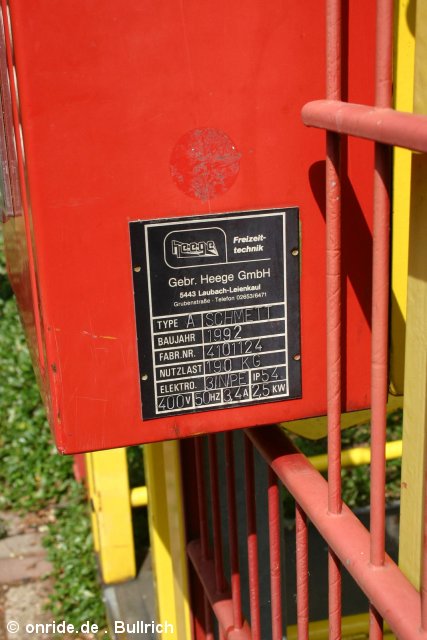 heege Freizeit-
technik
Gebr. Heege GmbH
5443 Laubach-Leienkaul
Grubenstraße - Telefon 02653/6471
TYPE A SCHMETT
BAUJAHR 1992
FABR.NR. 4101124
NUTZLAST 190 KG
ELEKTRO. 3/N/PE IP 54
400 V 50 HZ 3,4 A 2,5 KW
© onride.de . Bullrich